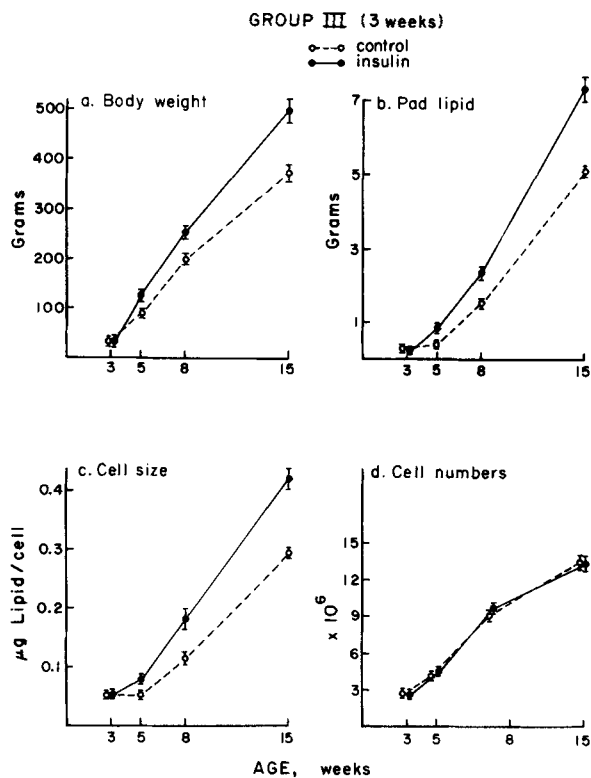 GROUP III (3 weeks)
control
insulin
a. Body weight
500
400
300
200
100
Grams
3 5 8 15
b. Pad lipid
7
5
3
1
Grams
3 5 8 15
c. Cell size
0.4
0.3
0.2
0.1
µg Lipid/cell
3 5 8 15
d. Cell numbers
15
12
9
6
3
x 10⁶
3 5 8 15
AGE, weeks